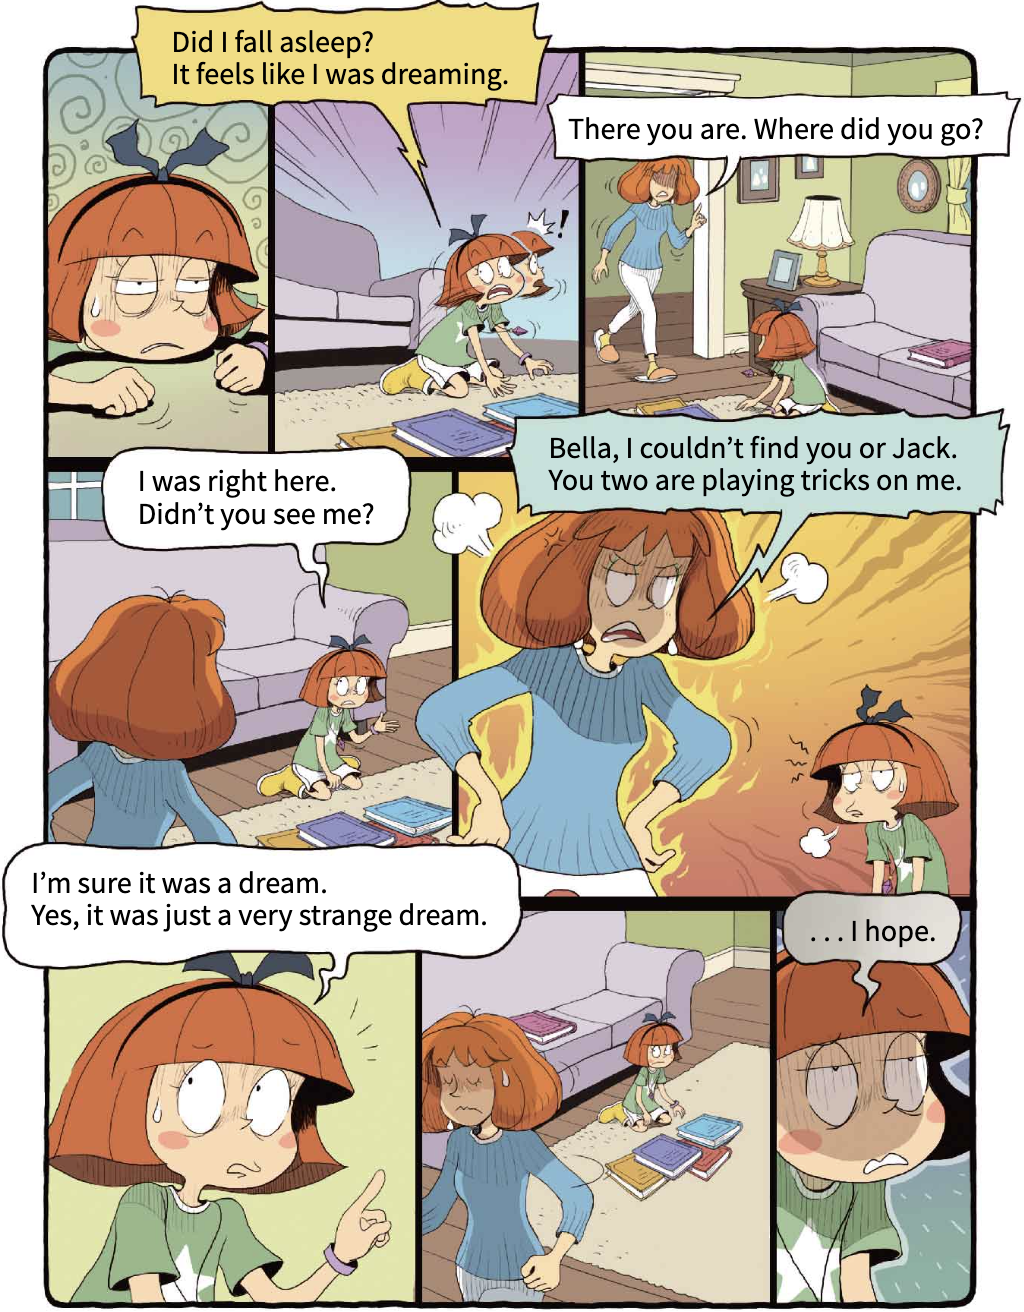 Did I fall asleep?
It feels like I was dreaming.
!
There you are. Where did you go?
I was right here.
Didn’t you see me?
Bella, I couldn’t find you or Jack.
You two are playing tricks on me.
I’m sure it was a dream.
Yes, it was just a very strange dream.
. . . I hope.